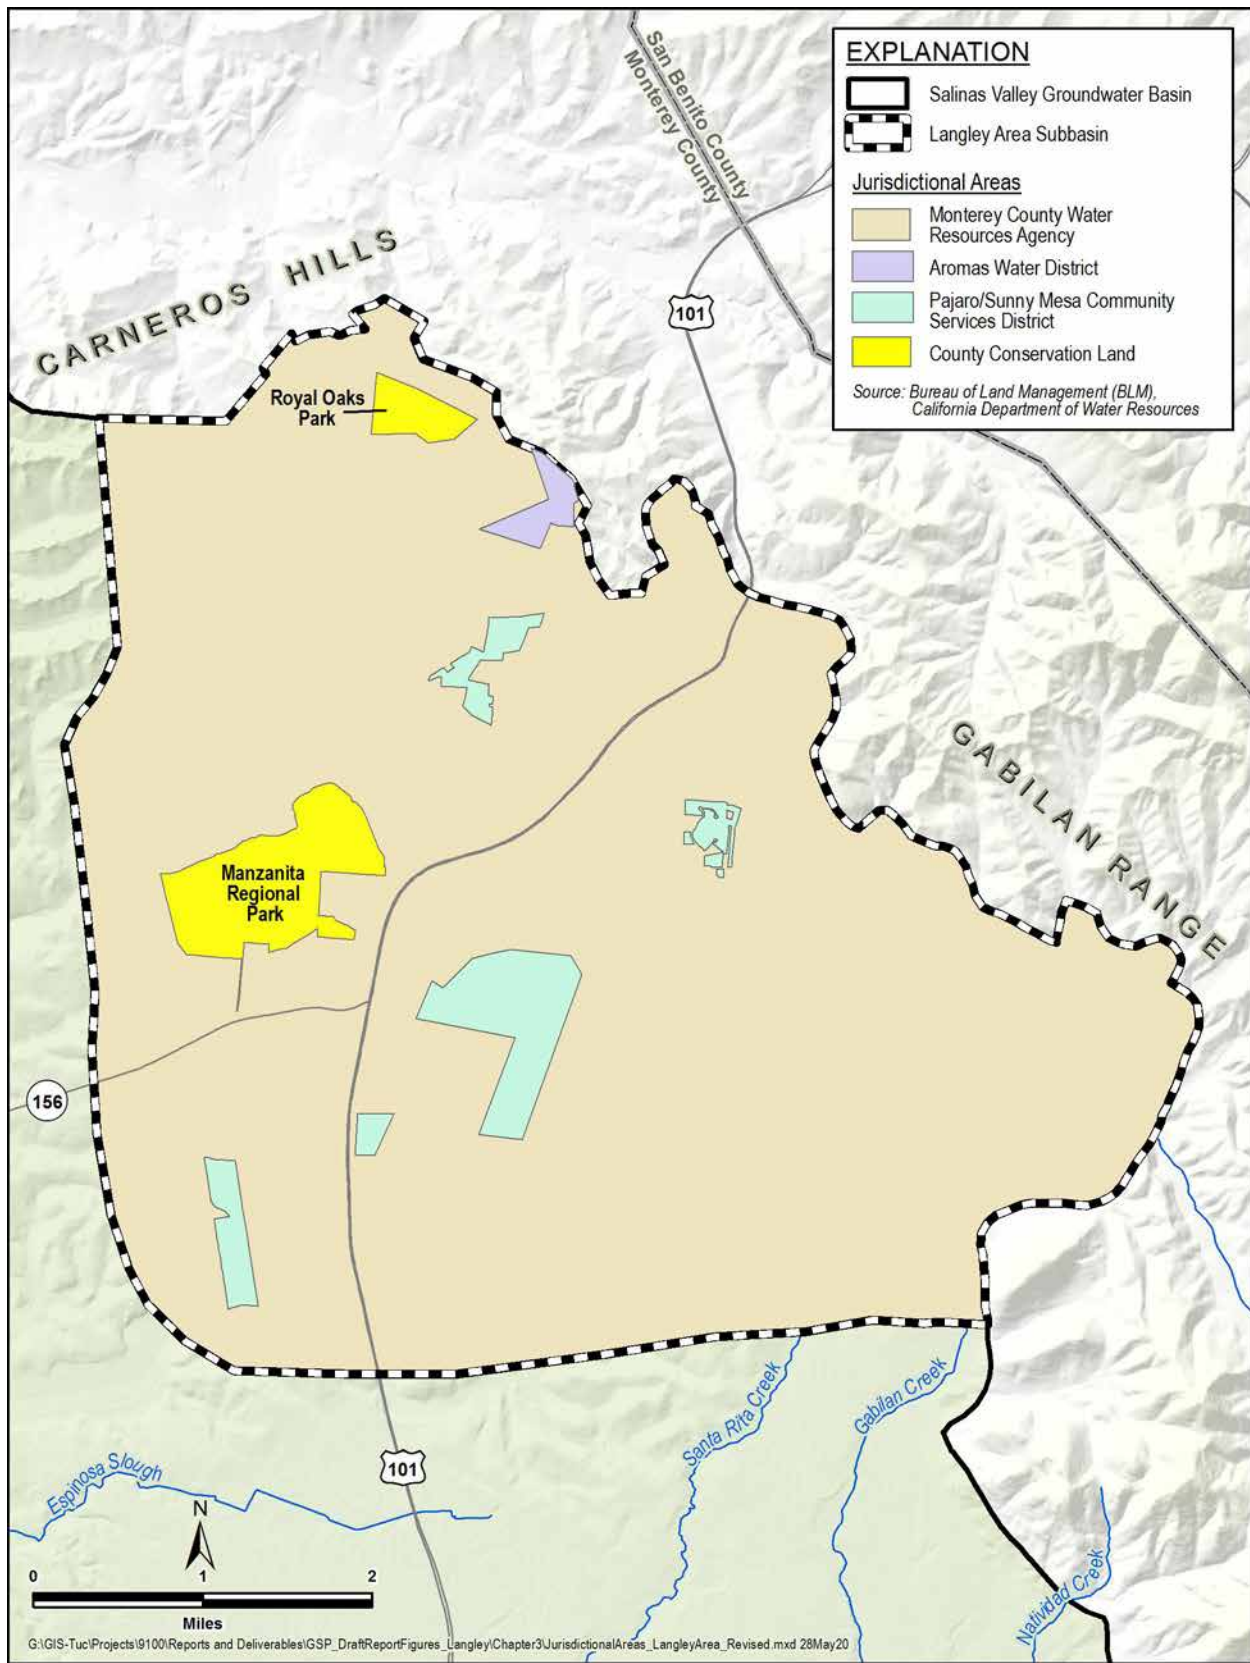 San Benito County
Monterey County
EXPLANATION
Salinas Valley Groundwater Basin
Langley Area Subbasin
Jurisdictional Areas
Monterey County Water
Resources Agency
Aromas Water District
Pajaro/Sunny Mesa Community
Services District
County Conservation Land
Source: Bureau of Land Management (BLM),
California Department of Water Resources
CARNEROS HILLS
101
Royal Oaks
Park
GABILAN RANGE
Manzanita
Regional
Park
156
Santa Rita Creek
Gabilan Creek
101
Espinosa Slough
Natividad Creek
N
0 1 2
Miles
G:\GIS-Tuc\Projects\9100\Reports and Deliverables\GSP_DraftReportFigures_Langley\Chapter3\JurisdictionalAreas_LangleyArea_Revised.mxd 28May20